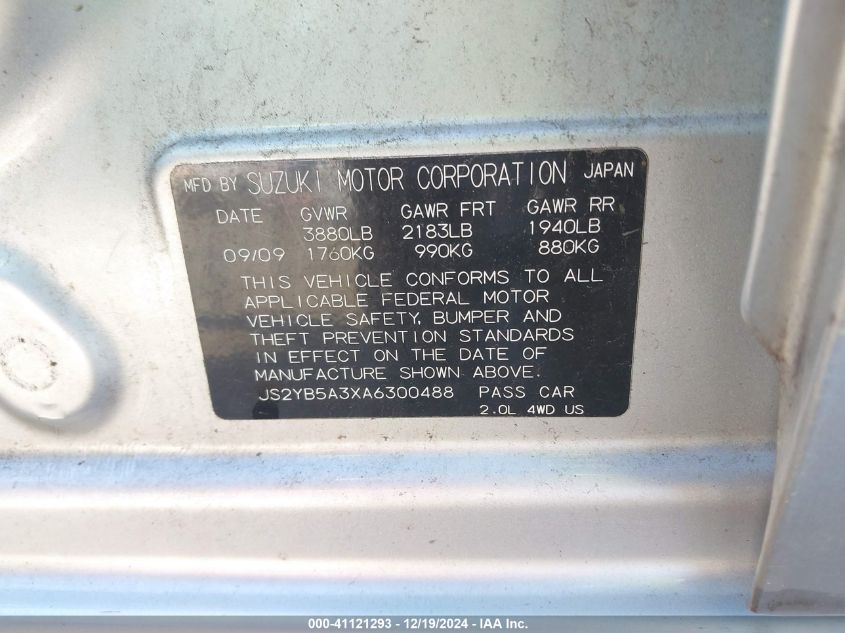 MFD BY SUZUKI MOTOR CORPORATION JAPAN
DATE GVWR GAWR FRT GAWR RR
3880LB 2183LB 1940LB
09/09 1760KG 990KG 880KG
THIS VEHICLE CONFORMS TO ALL
APPLICABLE FEDERAL MOTOR
VEHICLE SAFETY, BUMPER AND
THEFT PREVENTION STANDARDS
IN EFFECT ON THE DATE OF
MANUFACTURE SHOWN ABOVE.
JS2YB5A3XA6300488 PASS CAR
2.0L 4WD US
000-41121293 - 12/19/2024 - IAA Inc.